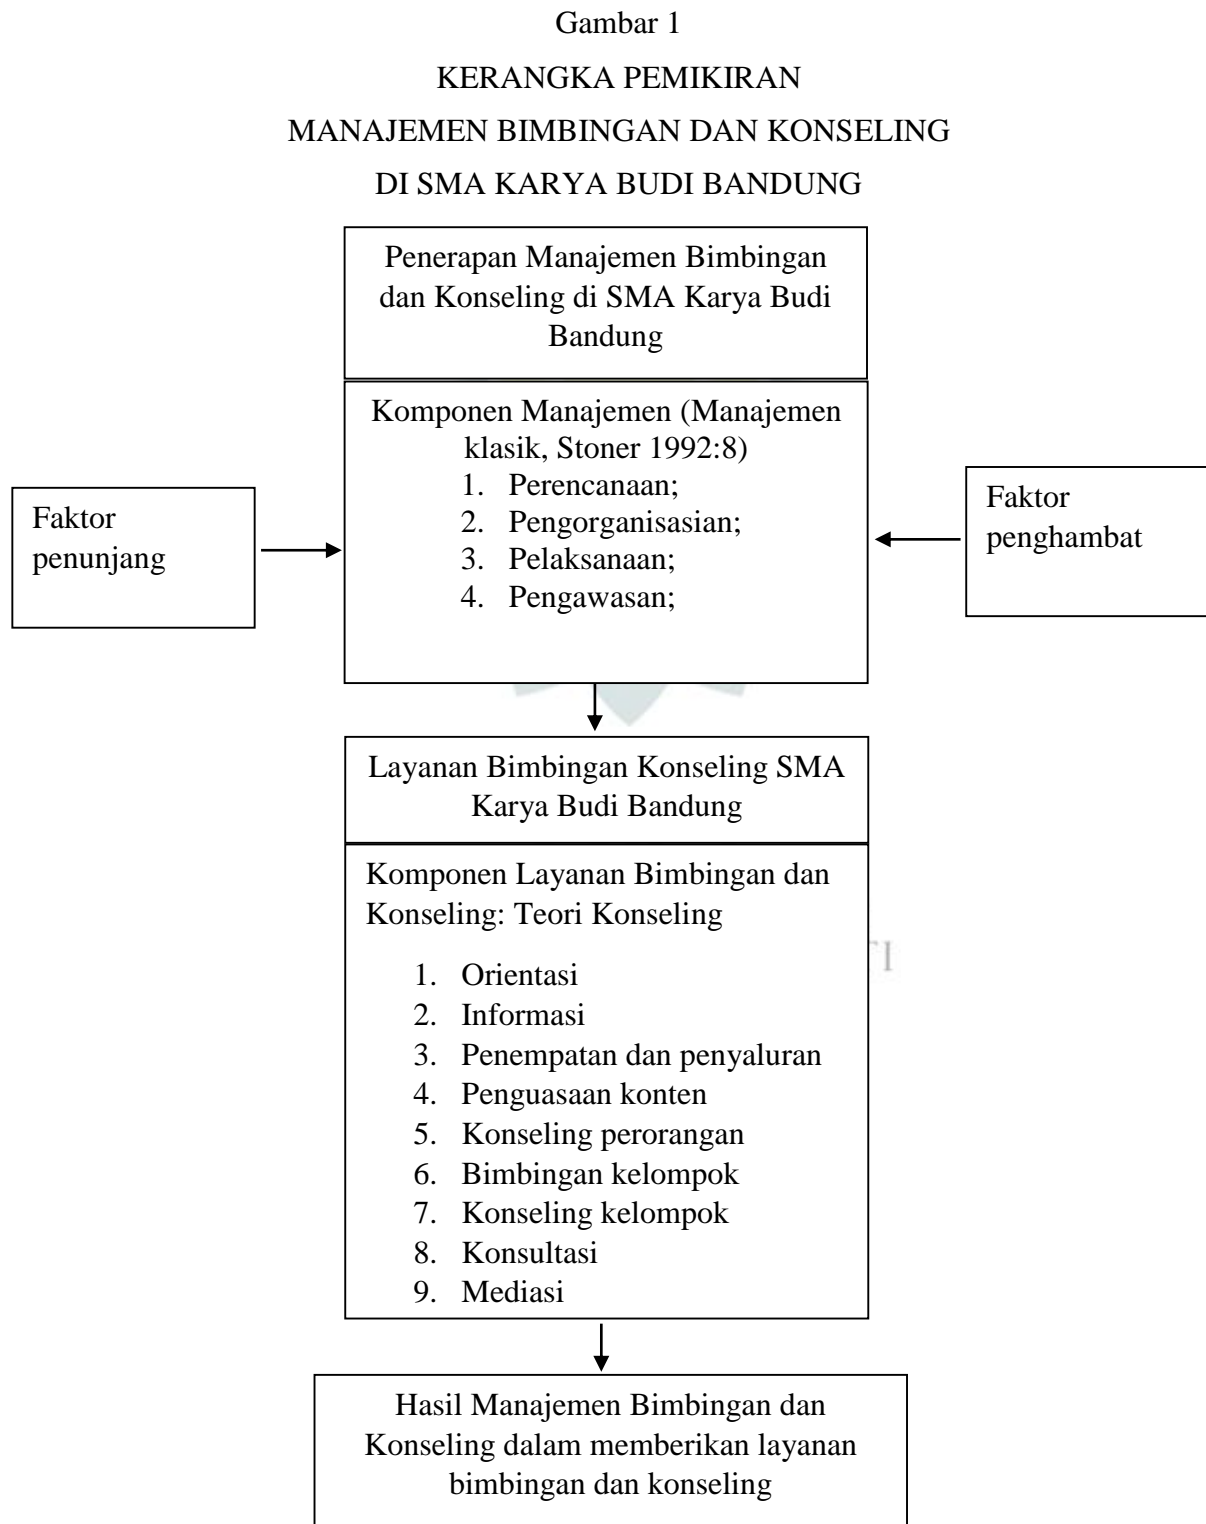 Gambar 1
KERANGKA PEMIKIRAN
MANAJEMEN BIMBINGAN DAN KONSELING
DI SMA KARYA BUDI BANDUNG
Penerapan Manajemen Bimbingan
dan Konseling di SMA Karya Budi
Bandung
Komponen Manajemen (Manajemen
klasik, Stoner 1992:8)
1. Perencanaan;
2. Pengorganisasian;
3. Pelaksanaan;
4. Pengawasan;
Faktor
penunjang
Faktor
penghambat
Layanan Bimbingan Konseling SMA
Karya Budi Bandung
Komponen Layanan Bimbingan dan
Konseling: Teori Konseling
1. Orientasi
2. Informasi
3. Penempatan dan penyaluran
4. Penguasaan konten
5. Konseling perorangan
6. Bimbingan kelompok
7. Konseling kelompok
8. Konsultasi
9. Mediasi
Hasil Manajemen Bimbingan dan
Konseling dalam memberikan layanan
bimbingan dan konseling